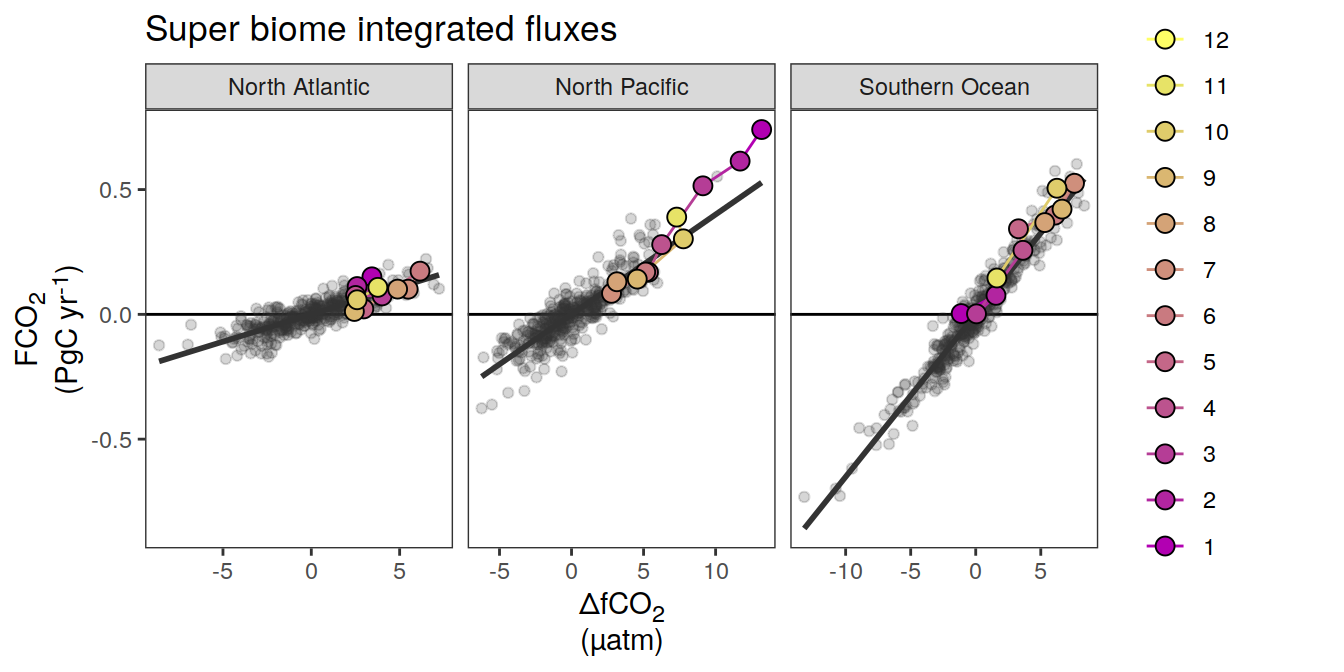 Super biome integrated fluxes
North Atlantic
North Pacific
Southern Ocean
FCO₂
(PgC yr⁻¹)
0.5
0.0
-0.5
-5 0 5
-5 0 5 10
-10 -5 0 5
ΔfCO₂
(µatm)
12
11
10
9
8
7
6
5
4
3
2
1